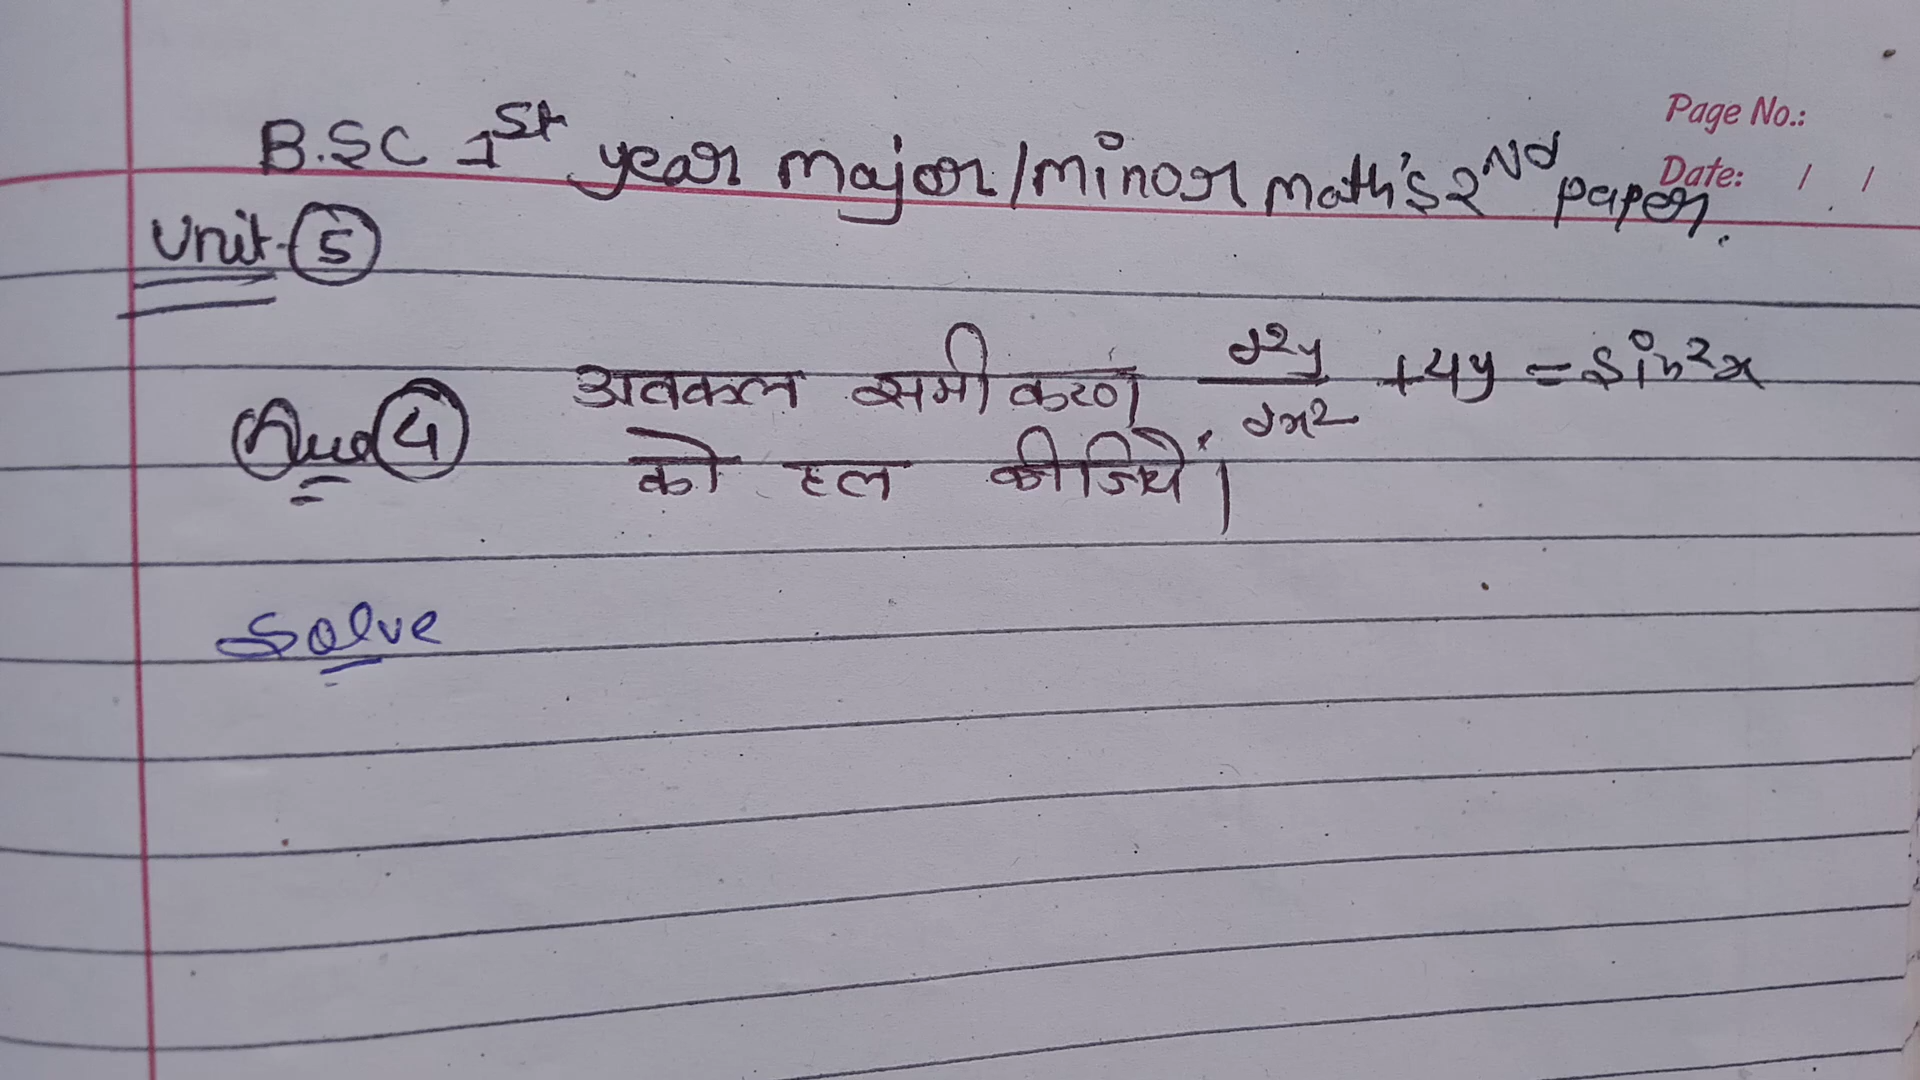 Page No.:
Date: / /
B.SC 1st year major/minor math's 2nd paper.
Unit-5
Que 4 अवकल समीकरण d²y/dx² + 4y = sin²x
को हल कीजिये।
Solve